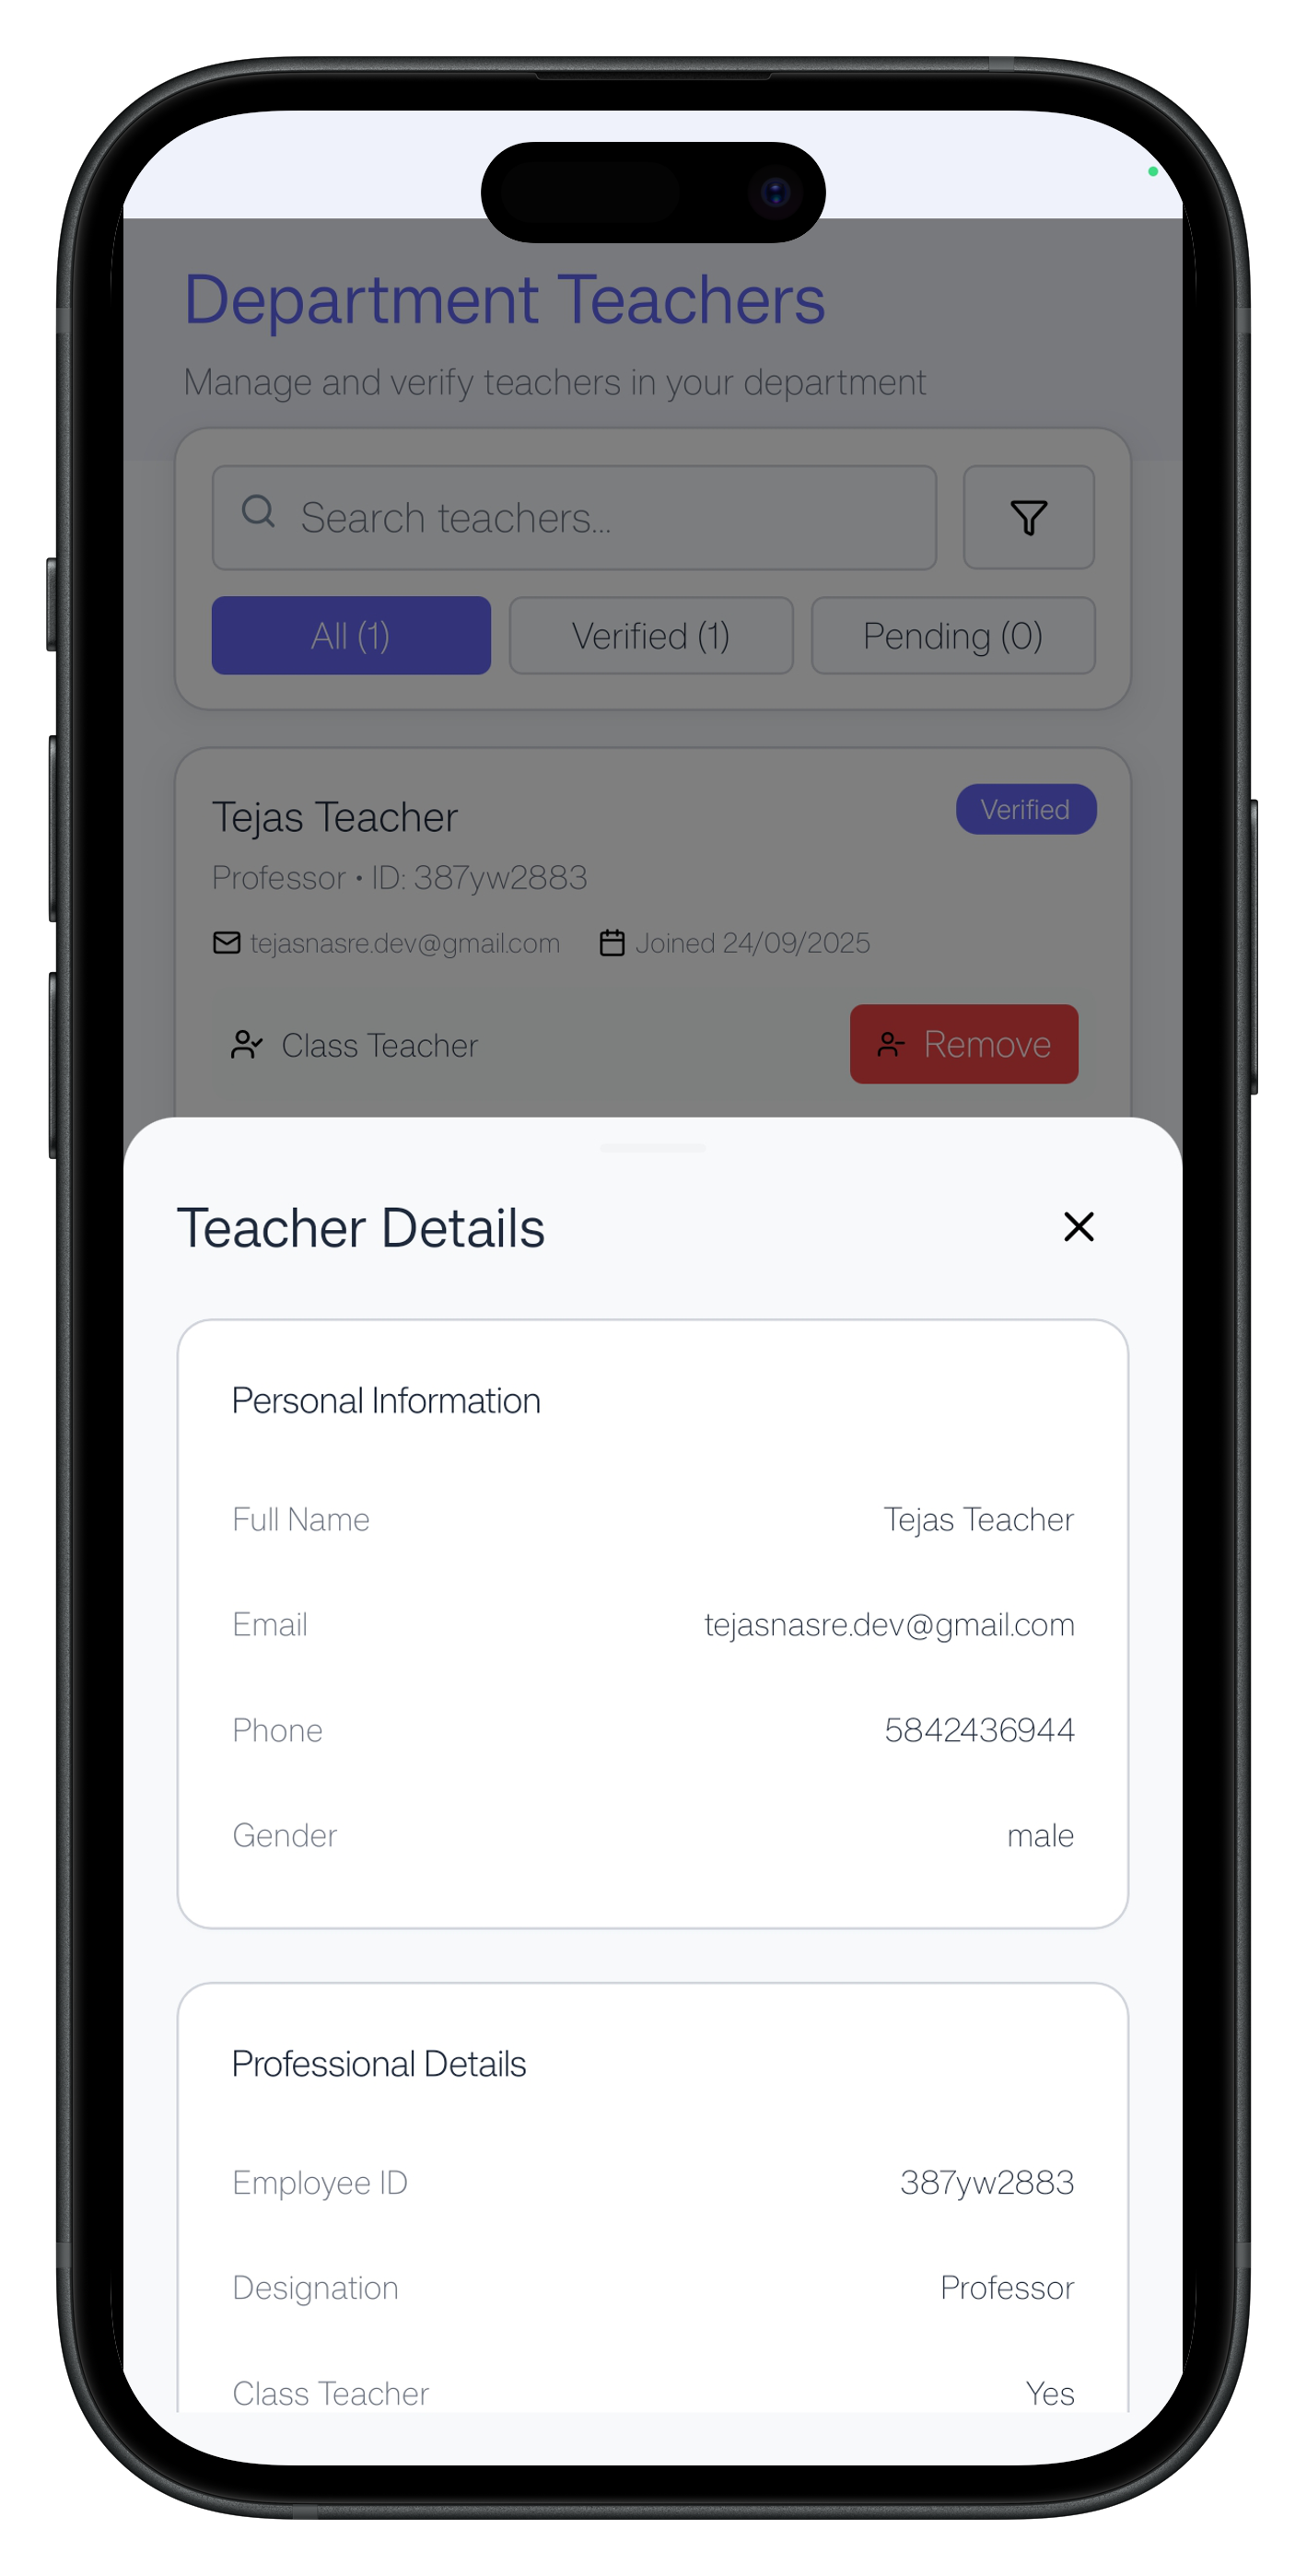 Department Teachers
Manage and verify teachers in your department
Search teachers...
All (1)
Verified (1)
Pending (0)
Tejas Teacher
Verified
Professor • ID: 387yw2883
tejasnasre.dev@gmail.com
Joined 24/09/2025
Class Teacher
Remove
Teacher Details
Personal Information
Full Name
Tejas Teacher
Email
tejasnasre.dev@gmail.com
Phone
5842436944
Gender
male
Professional Details
Employee ID
387yw2883
Designation
Professor
Class Teacher
Yes